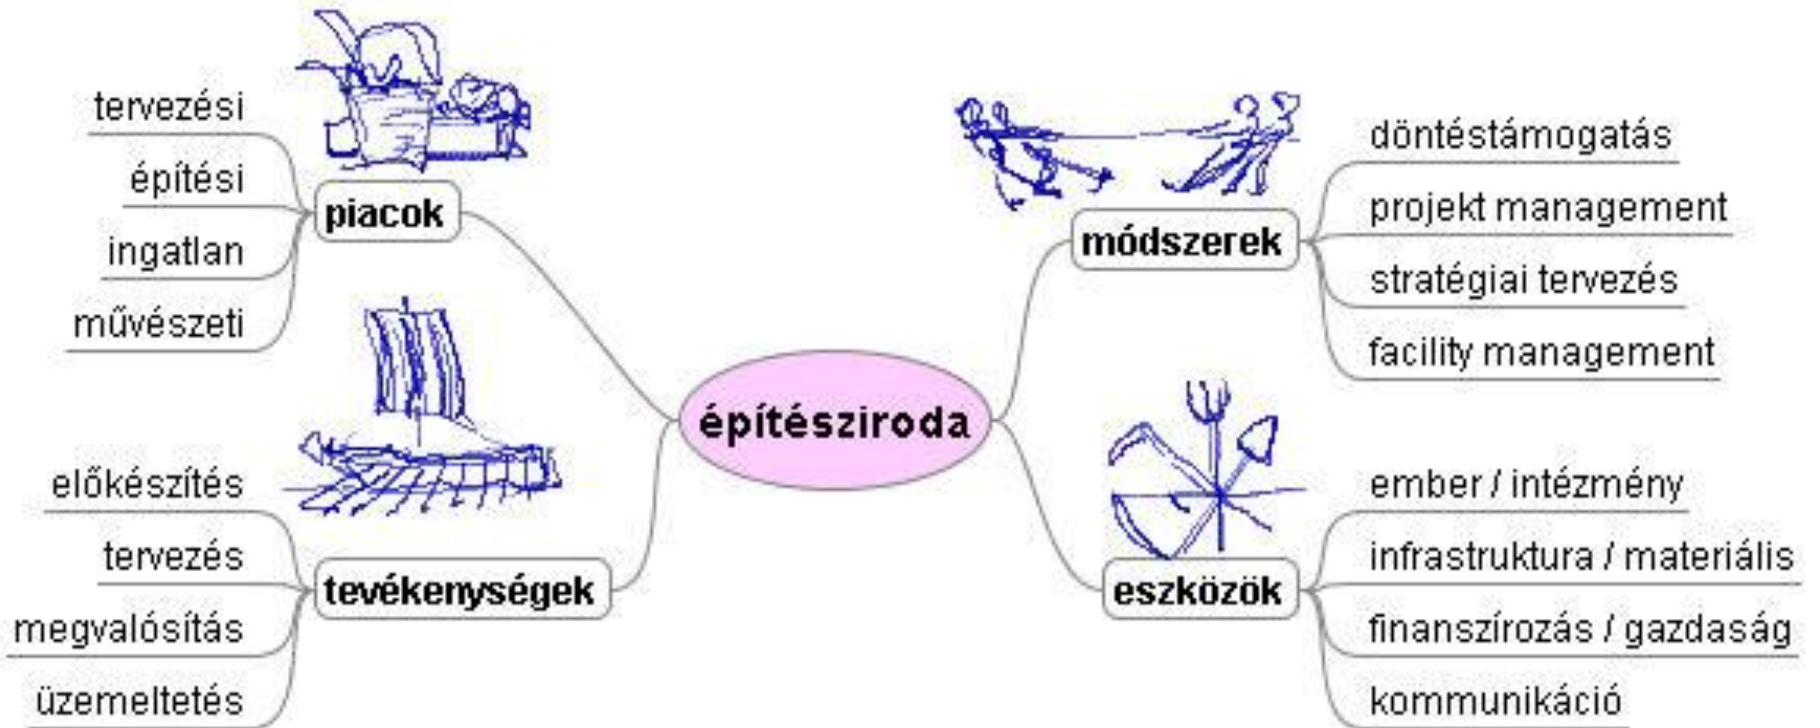 tervezési
építési
ingatlan
művészeti
piacok
előkészítés
tervezés
megvalósítás
üzemeltetés
tevékenységek
építésziroda
módszerek
döntéstámogatás
projekt management
stratégiai tervezés
facility management
eszközök
ember / intézmény
infrastruktura / materiális
finanszírozás / gazdaság
kommunikáció